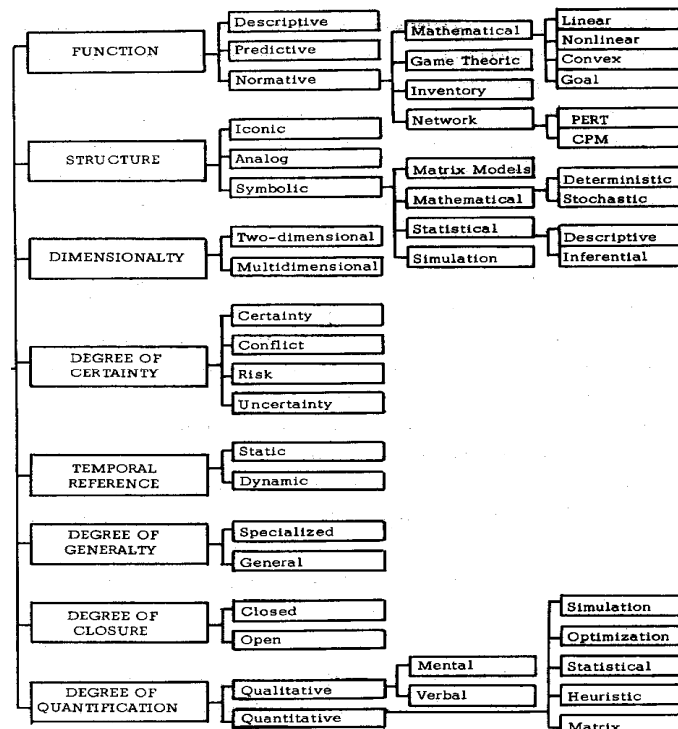 FUNCTION
Descriptive
Predictive
Normative
Mathematical
Game Theoric
Inventory
Network
Linear
Nonlinear
Convex
Goal
PERT
CPM
STRUCTURE
Iconic
Analog
Symbolic
Matrix Models
Mathematical
Statistical
Simulation
Deterministic
Stochastic
Descriptive
Inferential
DIMENSIONALTY
Two-dimensional
Multidimensional
DEGREE OF
CERTAINTY
Certainty
Conflict
Risk
Uncertainty
TEMPORAL
REFERENCE
Static
Dynamic
DEGREE OF
GENERALTY
Specialized
General
DEGREE OF
CLOSURE
Closed
Open
DEGREE OF
QUANTIFICATION
Qualitative
Quantitative
Mental
Verbal
Simulation
Optimization
Statistical
Heuristic
Matrix